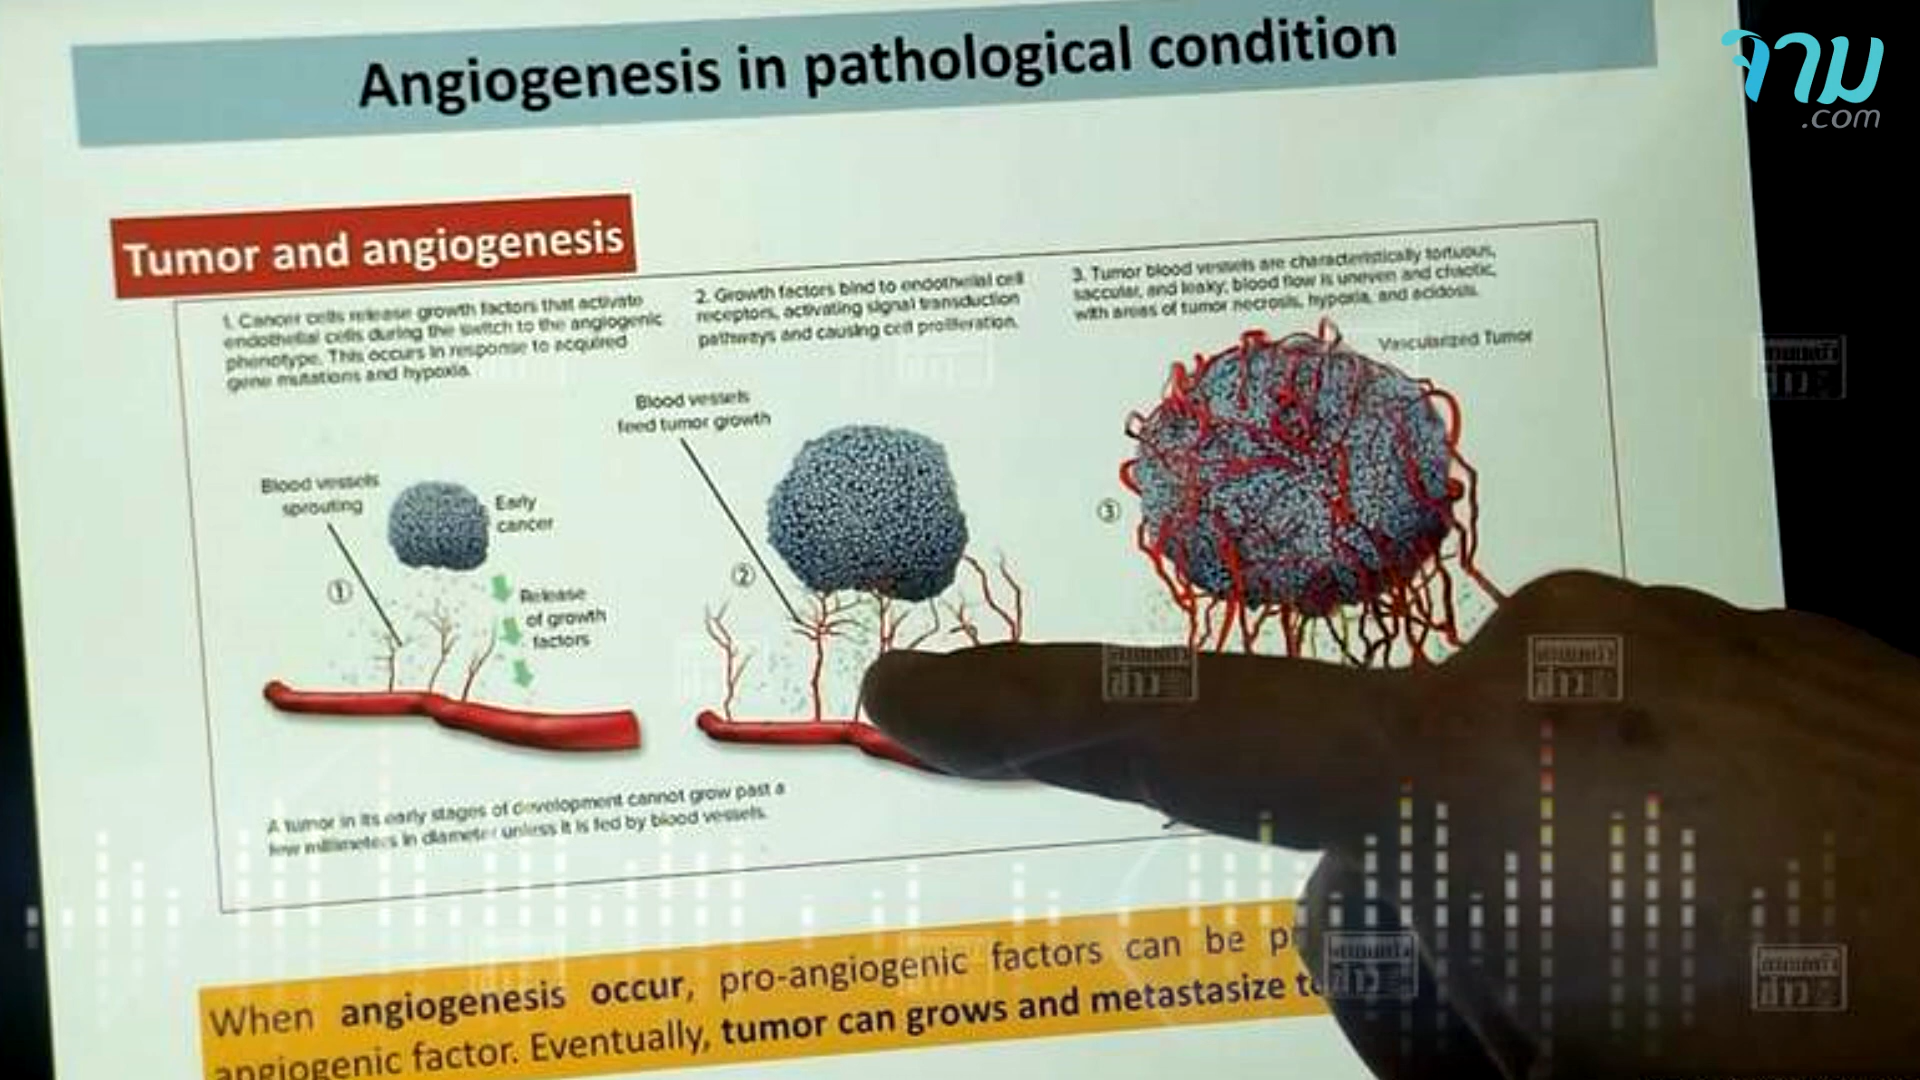 Angiogenesis in pathological condition
จาม
.com
Tumor and angiogenesis
1. Cancer cells release growth factors that activate
endothelial cells during the switch to the angiogenic
phenotype. This occurs in response to acquired
gene mutations and hypoxia.
2. Growth factors bind to endothelial cell
receptors, activating signal transduction
pathways and causing cell proliferation.
3. Tumor blood vessels are characteristically tortuous,
saccular, and leaky; blood flow is uneven and chaotic,
with areas of tumor necrosis, hypoxia, and acidosis.
Vascularized Tumor
Blood vessels
feed tumor growth
Blood vessels
sprouting
Early
cancer
①
②
③
Release
of growth
factors
A tumor in its early stages of development cannot grow past a
few millimeters in diameter unless it is fed by blood vessels.
When angiogenesis occur, pro-angiogenic factors can be
angiogenic factor. Eventually, tumor can grows and metastasize